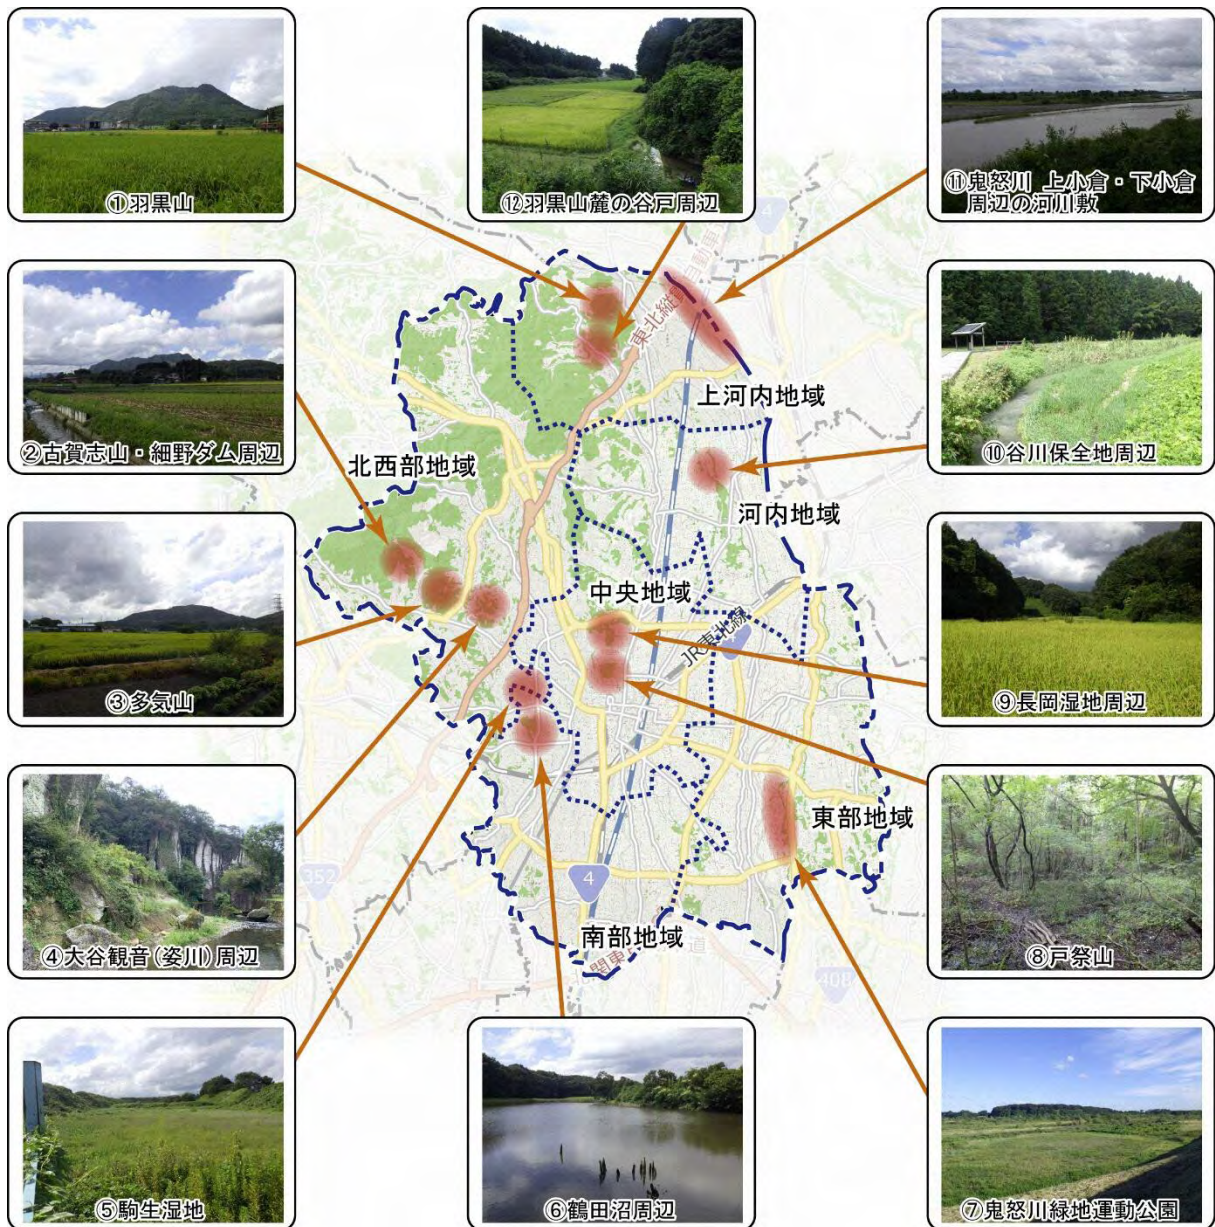 ①羽黒山
⑫羽黒山麓の谷戸周辺
⑪鬼怒川 上小倉・下小倉
周辺の河川敷
②古賀志山・細野ダム周辺
⑩谷川保全地周辺
③多気山
⑨長岡湿地周辺
④大谷観音(姿川)周辺
⑧戸祭山
⑤駒生湿地
⑥鶴田沼周辺
⑦鬼怒川緑地運動公園
4
東北縦貫自動車
上河内地域
北西部地域
河内地域
中央地域
JR東北線
4
東部地域
352
4
南部地域
関東
道
408